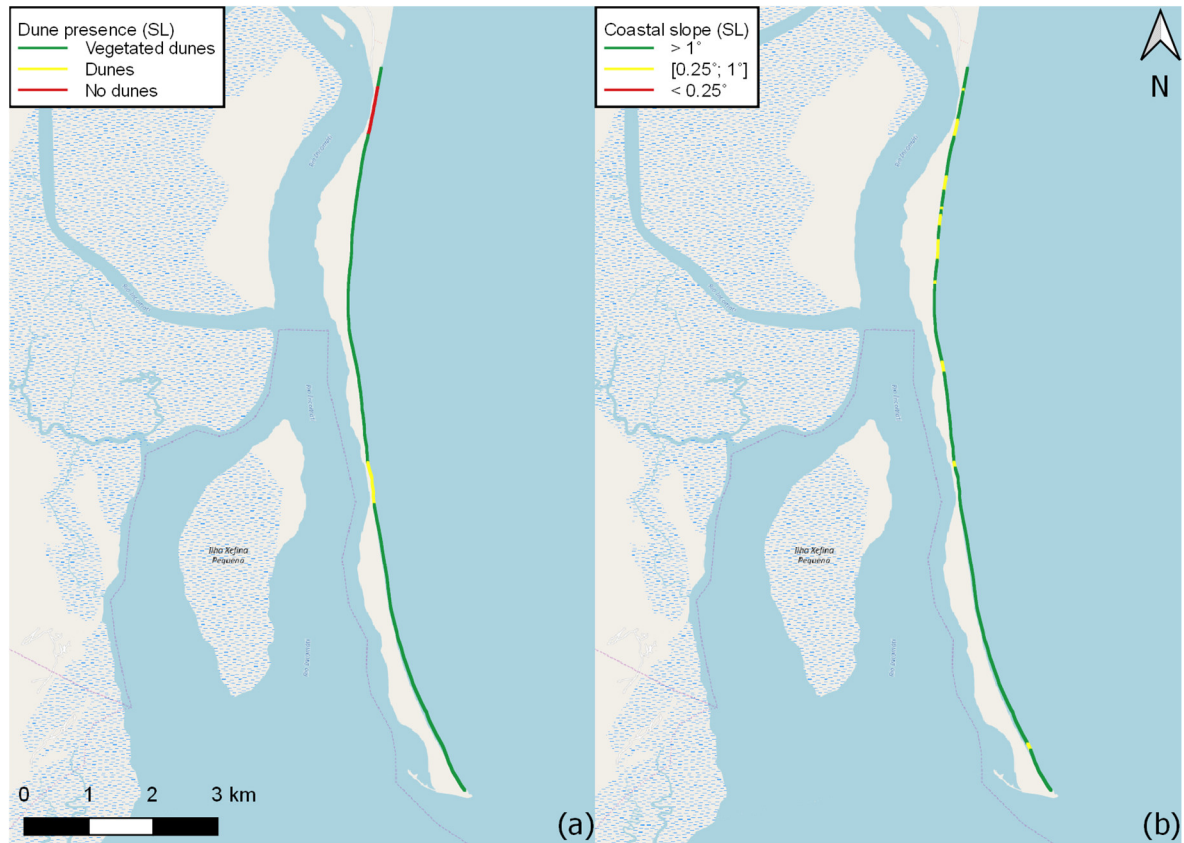 Dune presence (SL)
Vegetated dunes
Dunes
No dunes
Coastal slope (SL)
> 1°
[0.25°; 1°]
< 0.25°
N
Ilha Xefina
Pequena
Ilha Xefina
Pequena
0 1 2 3 km
(a)
(b)